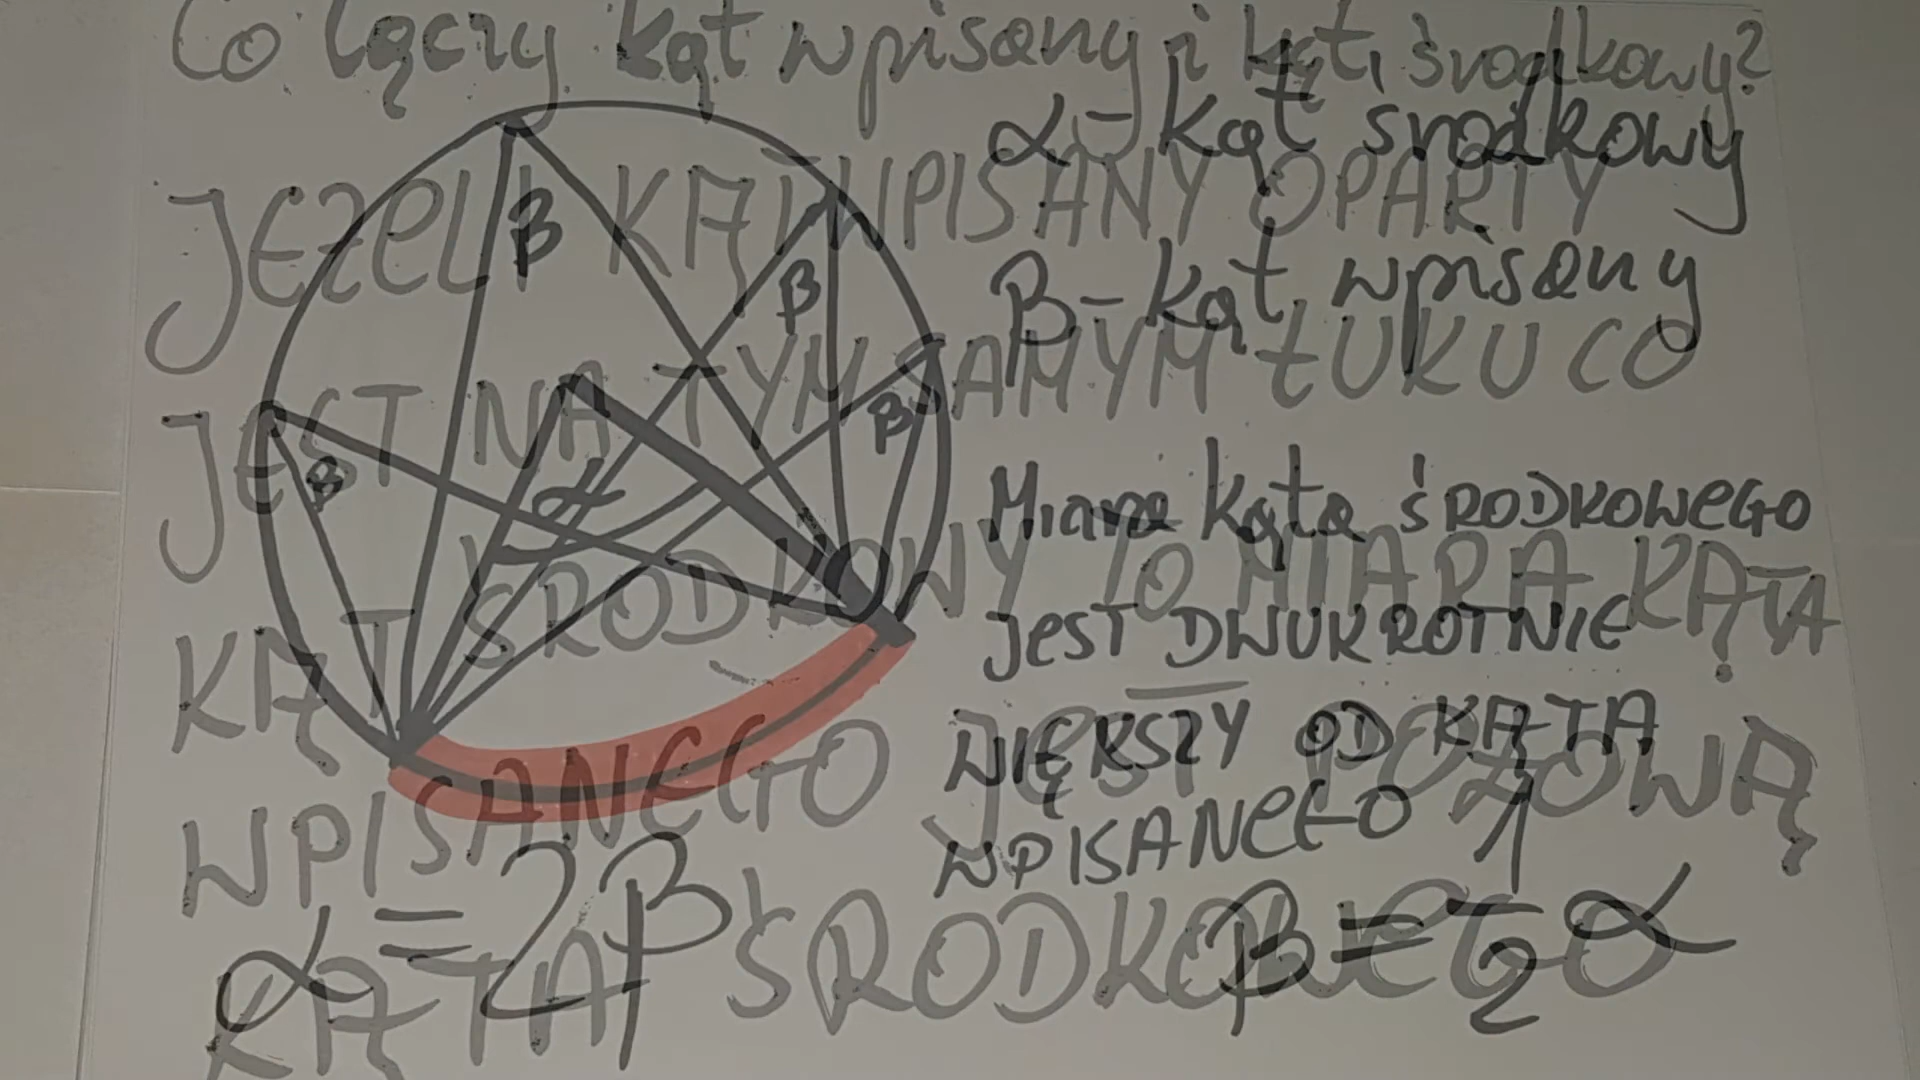 Co łączy kąt wpisany i kąt środkowy?
JEŻELI KĄT WPISANY OPARTY
JEST NA TYM SAMYM ŁUKU CO
KĄT ŚRODKOWY TO MIARA KĄTA
WPISANEGO JEST POŁOWĄ
KĄTA ŚRODKOWEGO
α - kąt środkowy
β - kąt wpisany
Miara kąta ŚRODKOWEGO
JEST DWUKROTNIE
WIĘKSZY OD KĄTA
WPISANEGO
β
β
β
β
α
α = 2β
β = 1/2 α